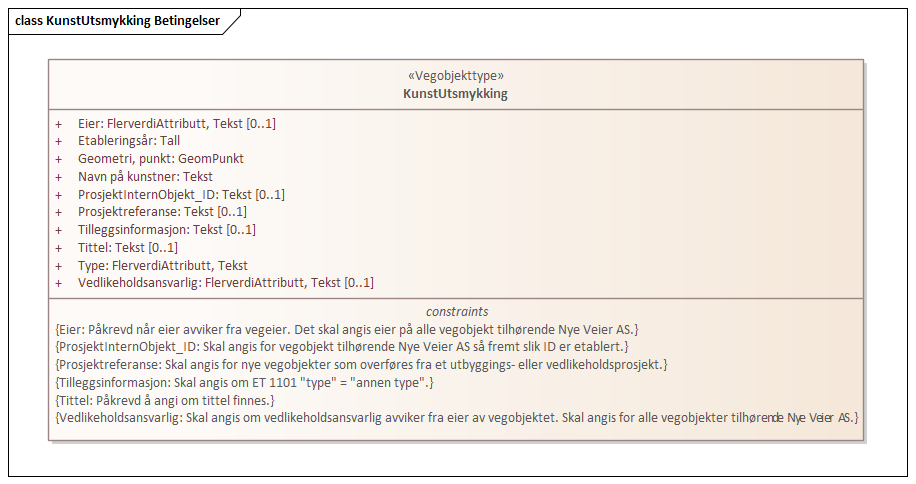 class KunstUtsmykking Betingelser
«Vegobjekttype»
KunstUtsmykking
+ Eier: FlerverdiAttributt, Tekst [0..1]
+ Etableringsår: Tall
+ Geometri, punkt: GeomPunkt
+ Navn på kunstner: Tekst
+ ProsjektInternObjekt_ID: Tekst [0..1]
+ Prosjektreferanse: Tekst [0..1]
+ Tilleggsinformasjon: Tekst [0..1]
+ Tittel: Tekst [0..1]
+ Type: FlerverdiAttributt, Tekst
+ Vedlikeholdsansvarlig: FlerverdiAttributt, Tekst [0..1]
constraints
{Eier: Påkrevd når eier avviker fra vegeier. Det skal angis eier på alle vegobjekt tilhørende Nye Veier AS.}
{ProsjektInternObjekt_ID: Skal angis for vegobjekt tilhørende Nye Veier AS så fremt slik ID er etablert.}
{Prosjektreferanse: Skal angis for nye vegobjekter som overføres fra et utbyggings- eller vedlikeholdsprosjekt.}
{Tilleggsinformasjon: Skal angis om ET 1101 "type" = "annen type".}
{Tittel: Påkrevd å angi om tittel finnes.}
{Vedlikeholdsansvarlig: Skal angis om vedlikeholdsansvarlig avviker fra eier av vegobjektet. Skal angis for alle vegobjekter tilhørende Nye Veier AS.}